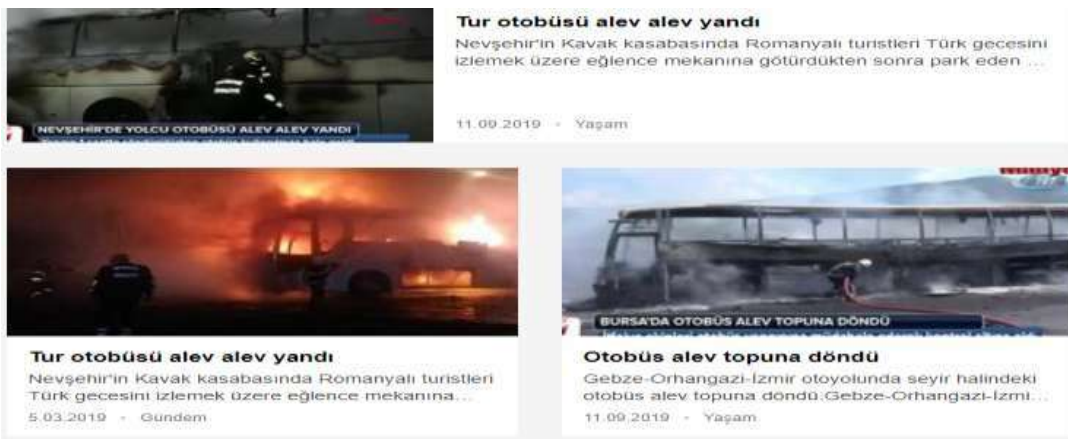 Tur otobüsü alev alev yandı
Nevşehir'in Kavak kasabasında Romanyalı turistleri Türk gecesini
izlemek üzere eğlence mekanına götürdükten sonra park eden ...
11.09.2019 - Yaşam
NEVŞEHİR'DE YOLCU OTOBÜSÜ ALEV ALEV YANDI
Tur otobüsü alev alev yandı
Nevşehir'in Kavak kasabasında Romanyalı turistleri
Türk gecesini izlemek üzere eğlence mekanına...
5.03.2019 - Gündem
BURSA'DA OTOBÜS ALEV TOPUNA DÖNDÜ
Otobüs alev topuna döndü
Gebze-Orhangazi-İzmir otoyolunda seyir halindeki
otobüs alev topuna döndü.Gebze-Orhangazi-İzmi...
11.09.2019 - Yaşam